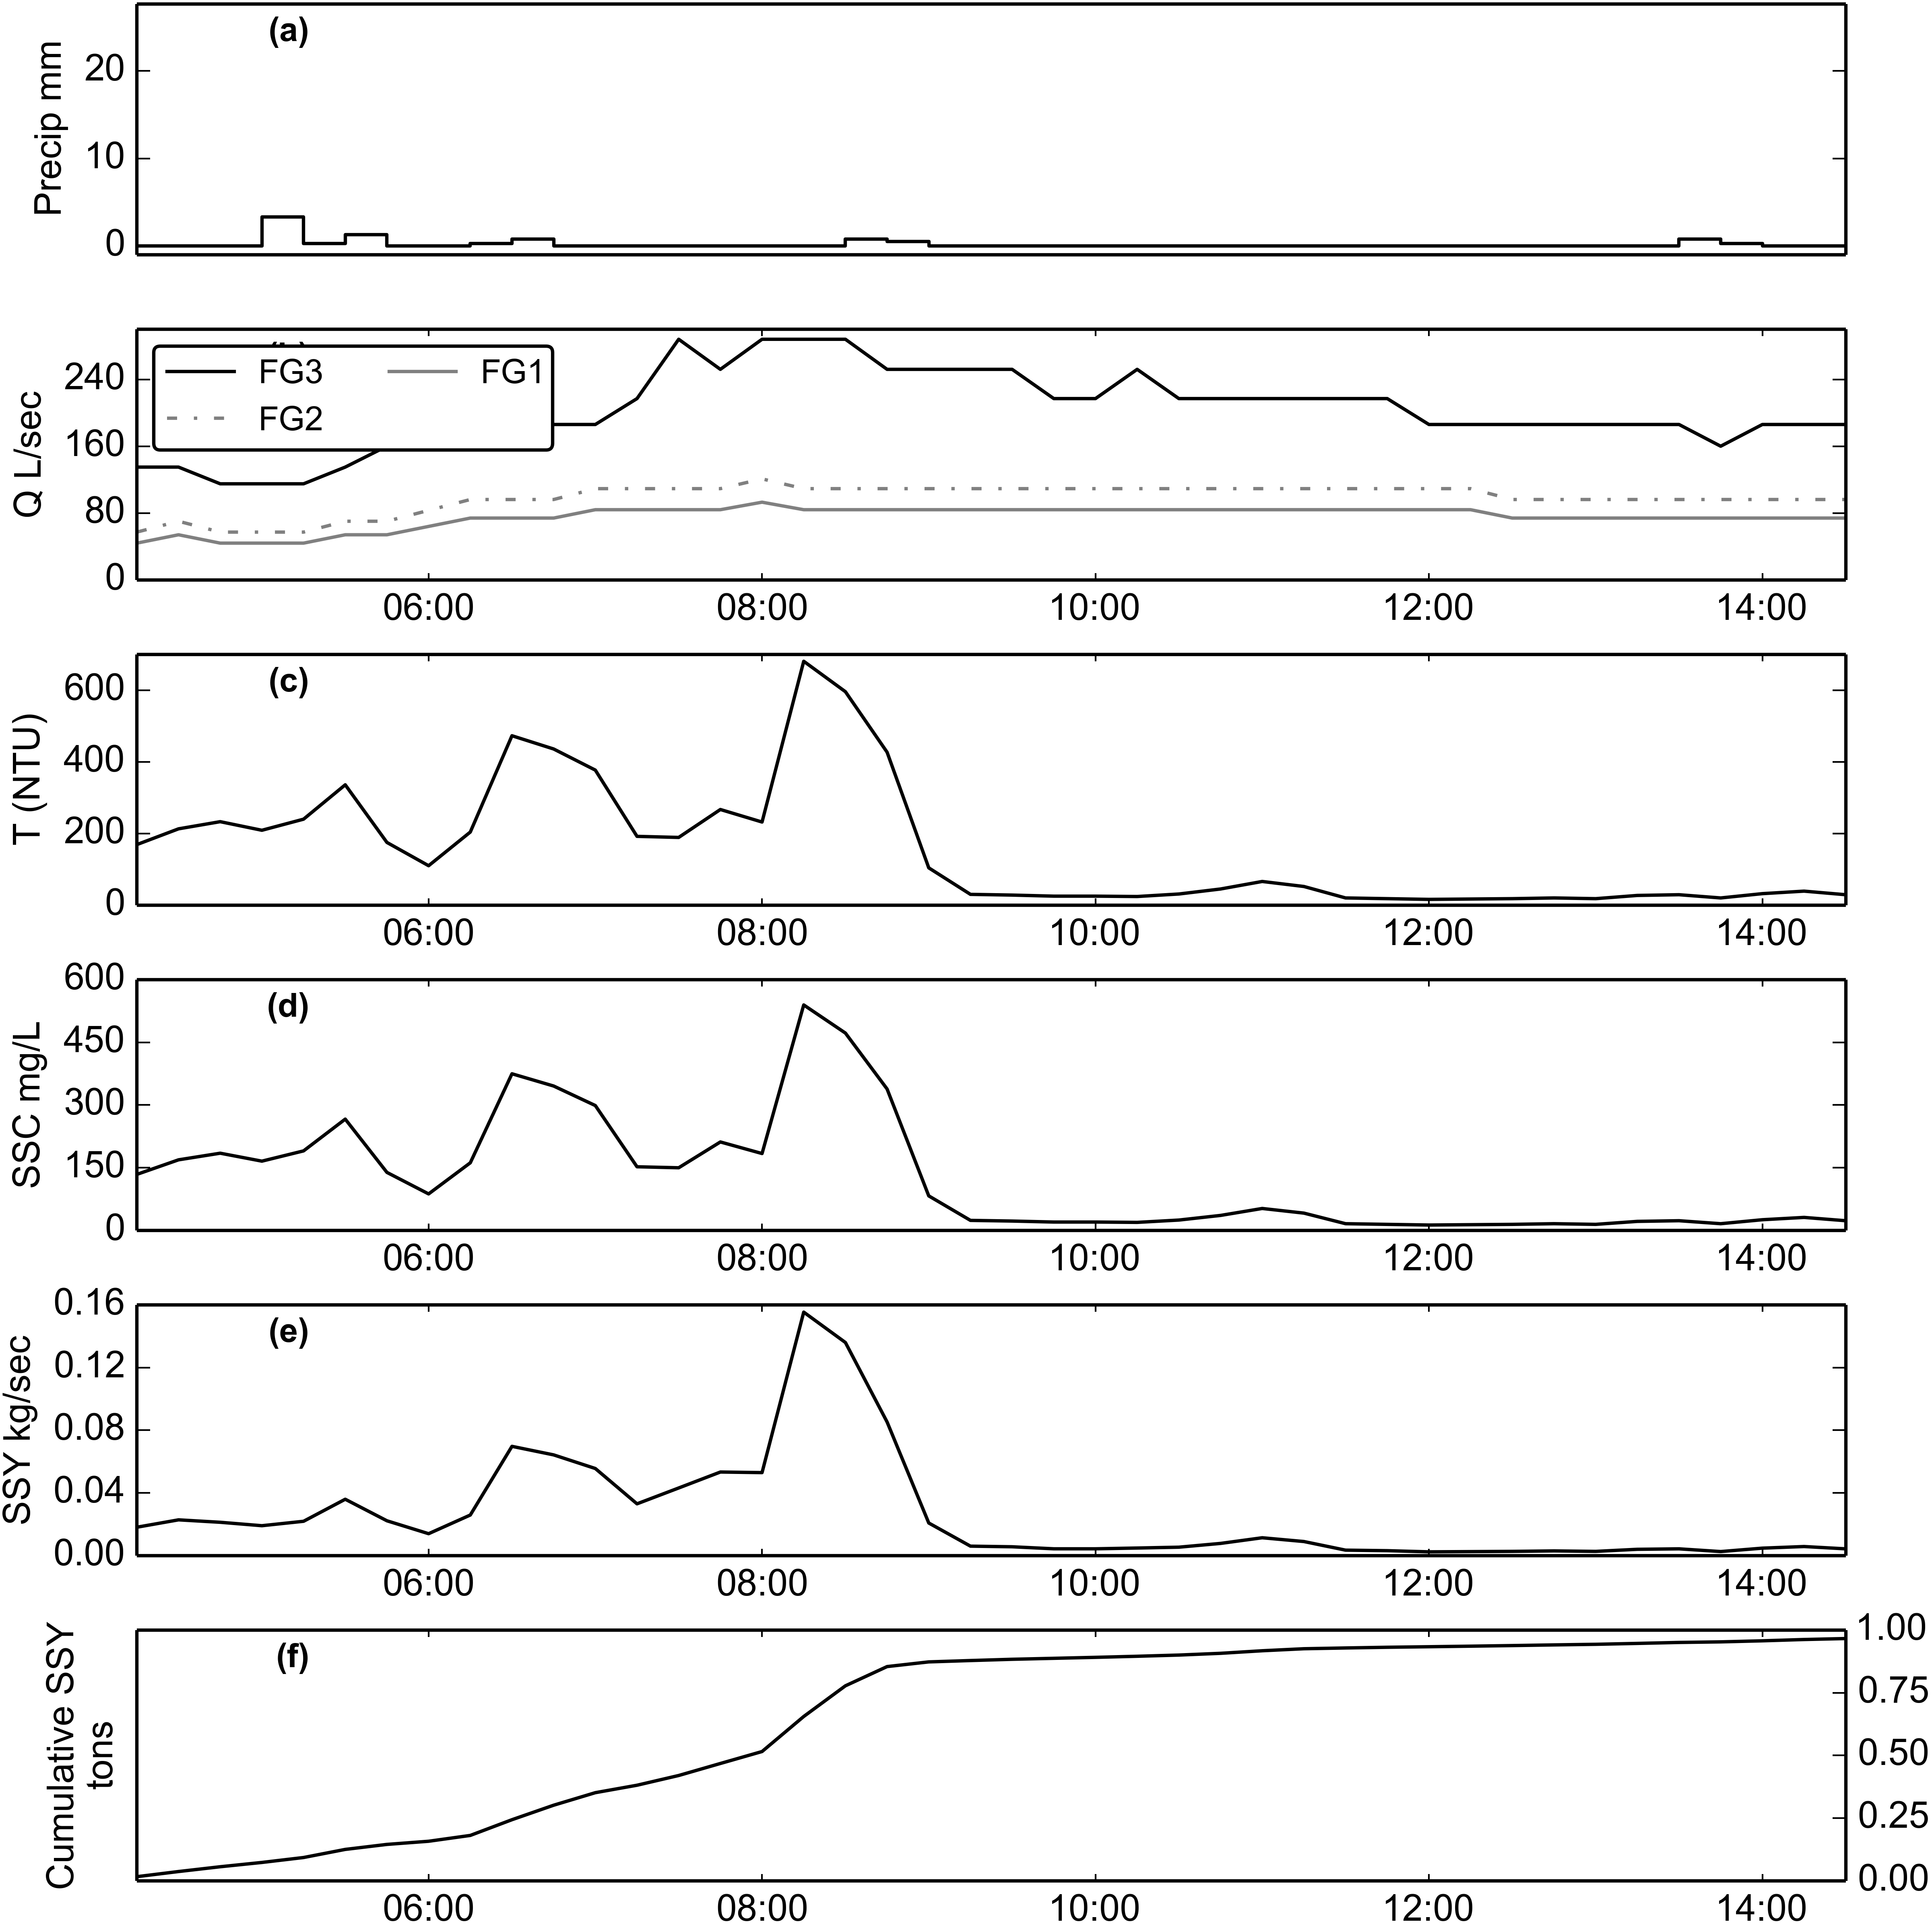 (a)
Precip mm
20
10
0
FG3 FG1
FG2
Q L/sec
240
160
80
0
06:00 08:00 10:00 12:00 14:00
(c)
T (NTU)
600
400
200
0
06:00 08:00 10:00 12:00 14:00
(d)
SSC mg/L
600
450
300
150
0
06:00 08:00 10:00 12:00 14:00
(e)
SSY kg/sec
0.16
0.12
0.08
0.04
0.00
06:00 08:00 10:00 12:00 14:00
(f)
Cumulative SSY
tons
1.00
0.75
0.50
0.25
0.00
06:00 08:00 10:00 12:00 14:00